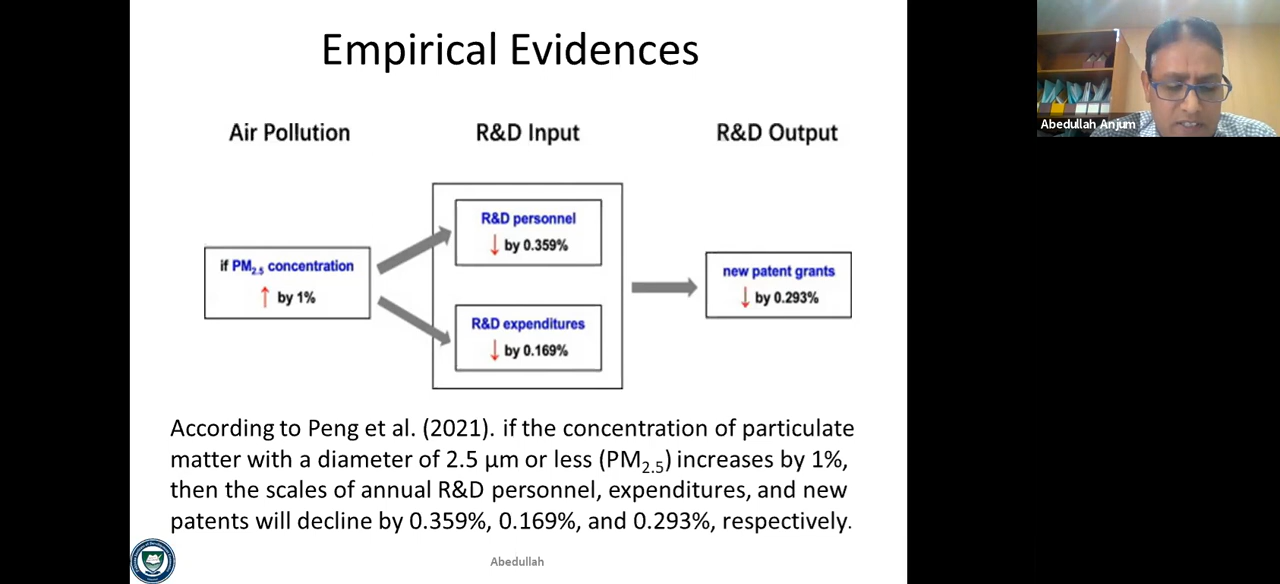 Empirical Evidences
Abedullah Anjum
Air Pollution
R&D Input
R&D Output
R&D personnel
↓ by 0.359%
if PM2.5 concentration
↑ by 1%
new patent grants
↓ by 0.293%
R&D expenditures
↓ by 0.169%
According to Peng et al. (2021). if the concentration of particulate
matter with a diameter of 2.5 μm or less (PM2.5) increases by 1%,
then the scales of annual R&D personnel, expenditures, and new
patents will decline by 0.359%, 0.169%, and 0.293%, respectively.
Abedullah